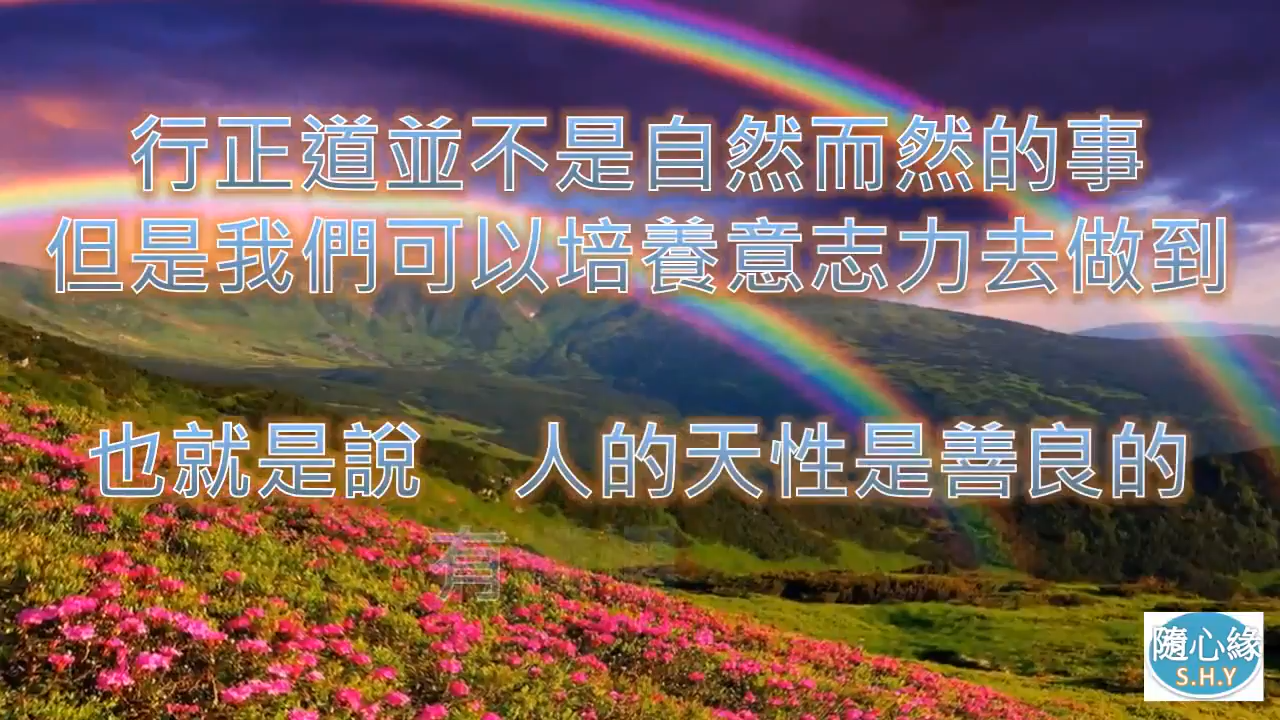 行正道並不是自然而然的事
但是我們可以培養意志力去做到
也就是說 人的天性是善良的
有
隨心緣
S.H.Y